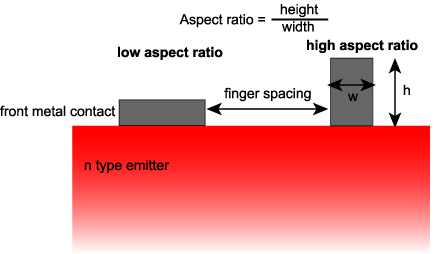 Aspect ratio = height
width
low aspect ratio
high aspect ratio
finger spacing
w
h
front metal contact
n type emitter